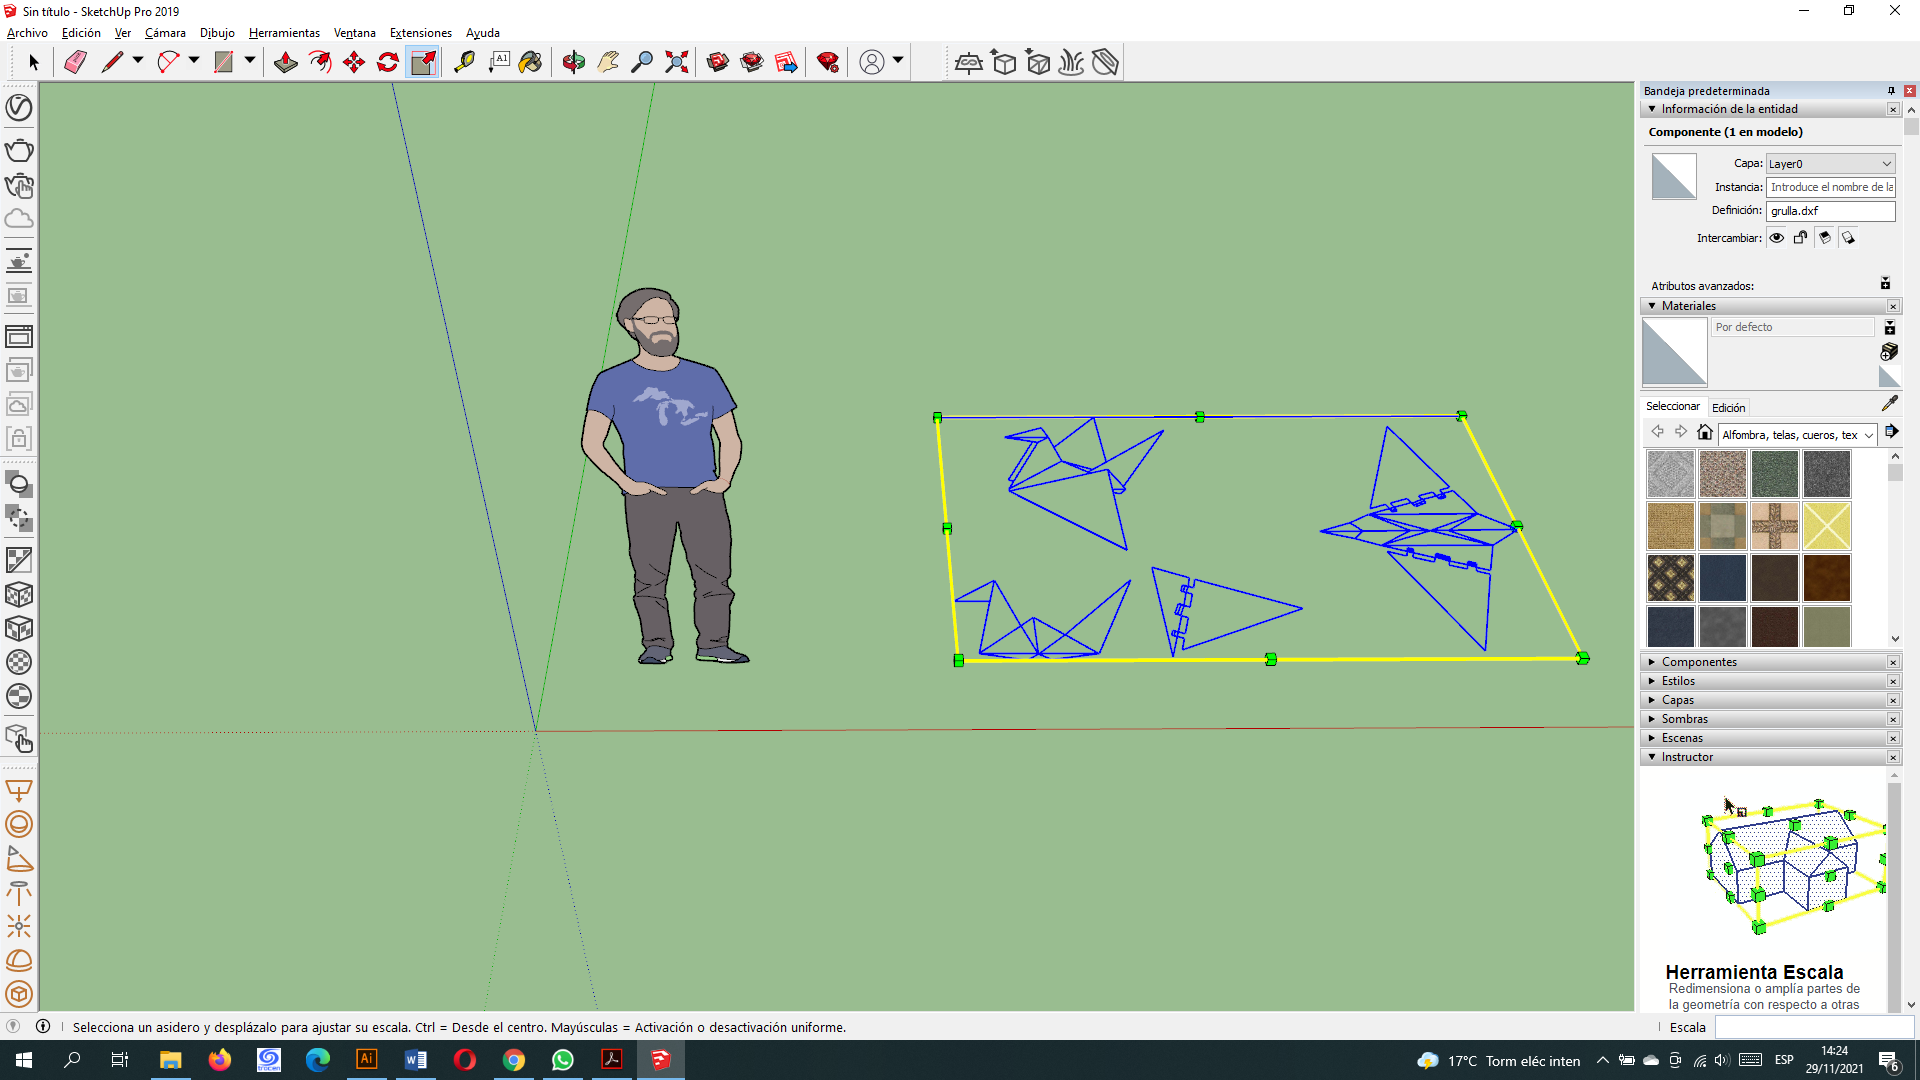 Sin título - SketchUp Pro 2019
Archivo Edición Ver Cámara Dibujo Herramientas Ventana Extensiones Ayuda
A1
Bandeja predeterminada
Información de la entidad
Componente (1 en modelo)
Capa: Layer0
Instancia: Introduce el nombre de la
Definición: grulla.dxf
Intercambiar:
Atributos avanzados:
Materiales
Por defecto
Seleccionar Edición
Alfombra, telas, cueros, tex
Componentes
Estilos
Capas
Sombras
Escenas
Instructor
Herramienta Escala
Redimensiona o amplía partes de
la geometría con respecto a otras
Selecciona un asidero y desplázalo para ajustar su escala. Ctrl = Desde el centro. Mayúsculas = Activación o desactivación uniforme.
Escala
Ai
17°C Torm eléc inten
ESP
14:24
29/11/2021
6